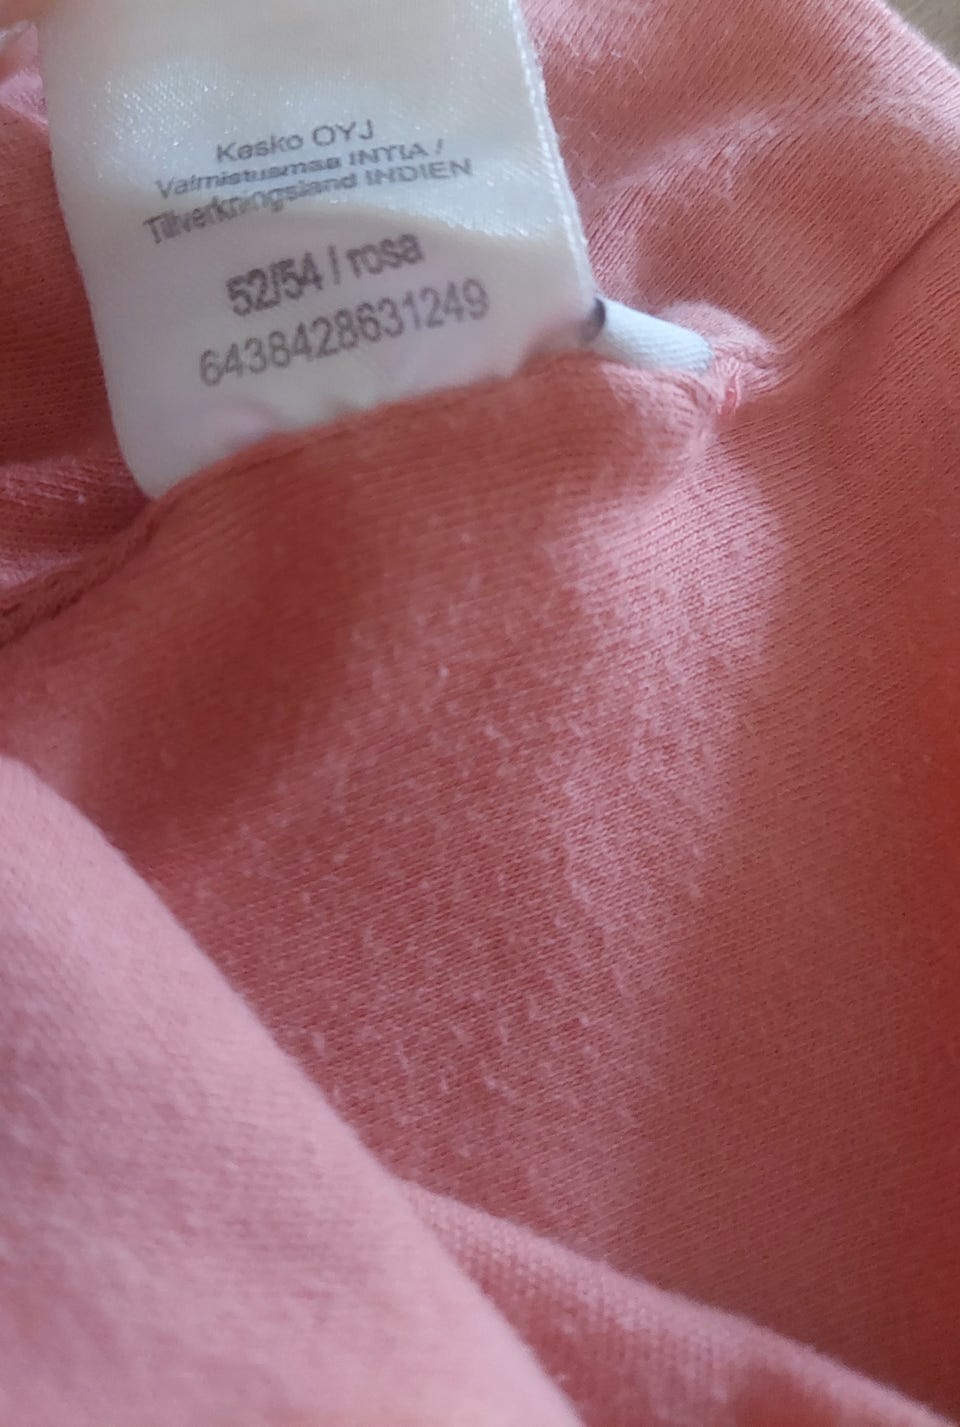 Kesko OYJ
Valmistusmaa INTIA /
Tillverkningsland INDIEN
52/54 / rosa
6438428631249